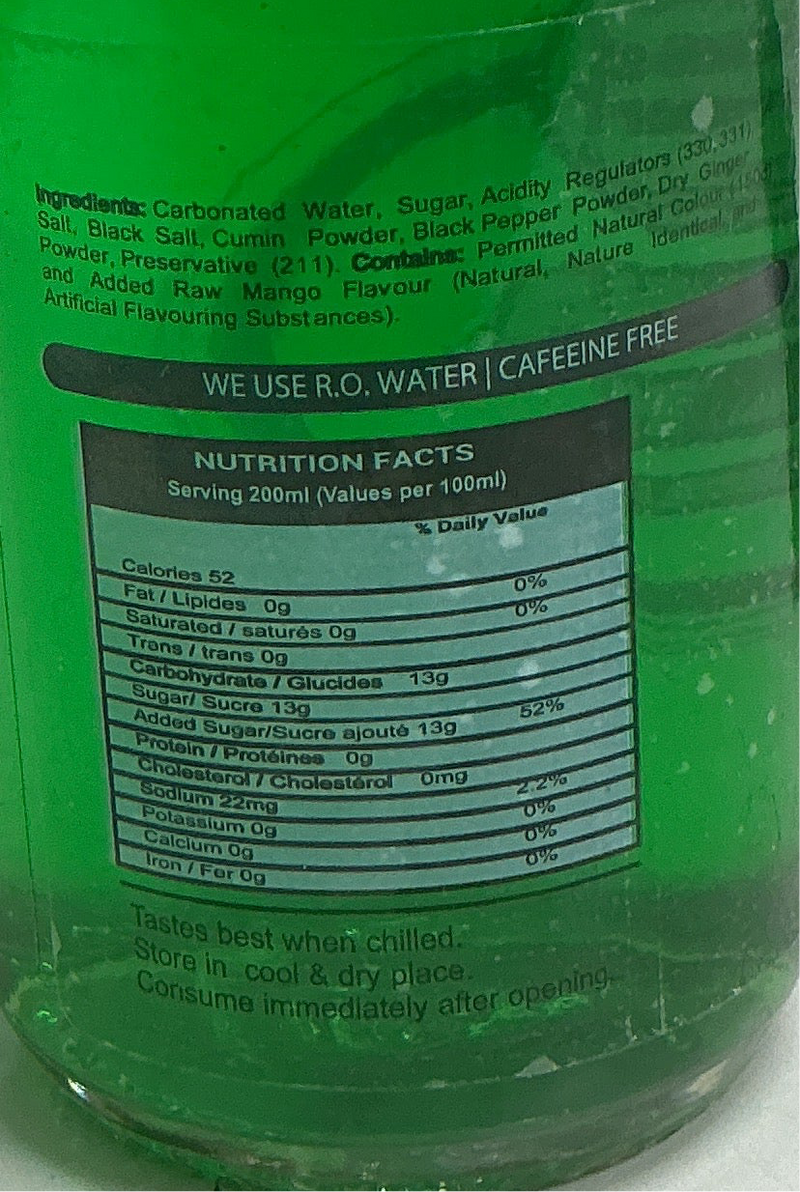 Ingredients: Carbonated Water, Sugar, Acidity Regulators (330,331)
Salt, Black Salt, Cumin Powder, Black Pepper Powder, Dry Ginger
Powder, Preservative (211). Contains: Permitted Natural Colour
and Added Raw Mango Flavour (Natural, Nature Identical, and
Artificial Flavouring Substances).
WE USE R.O. WATER | CAFEEINE FREE
NUTRITION FACTS
Serving 200ml (Values per 100ml)
% Daily Value
Calories 52
Fat / Lipides 0g 0%
Saturated / saturés 0g 0%
Trans / trans 0g
Carbohydrate / Glucides 13g
Sugar/ Sucre 13g
Added Sugar/Sucre ajouté 13g 52%
Protein / Protéines 0g
Cholesterol / Cholestérol 0mg
Sodium 22mg 2.2%
Potassium 0g 0%
Calcium 0g 0%
Iron / Fer 0g 0%
Tastes best when chilled.
Store in cool & dry place.
Consume immediately after opening.